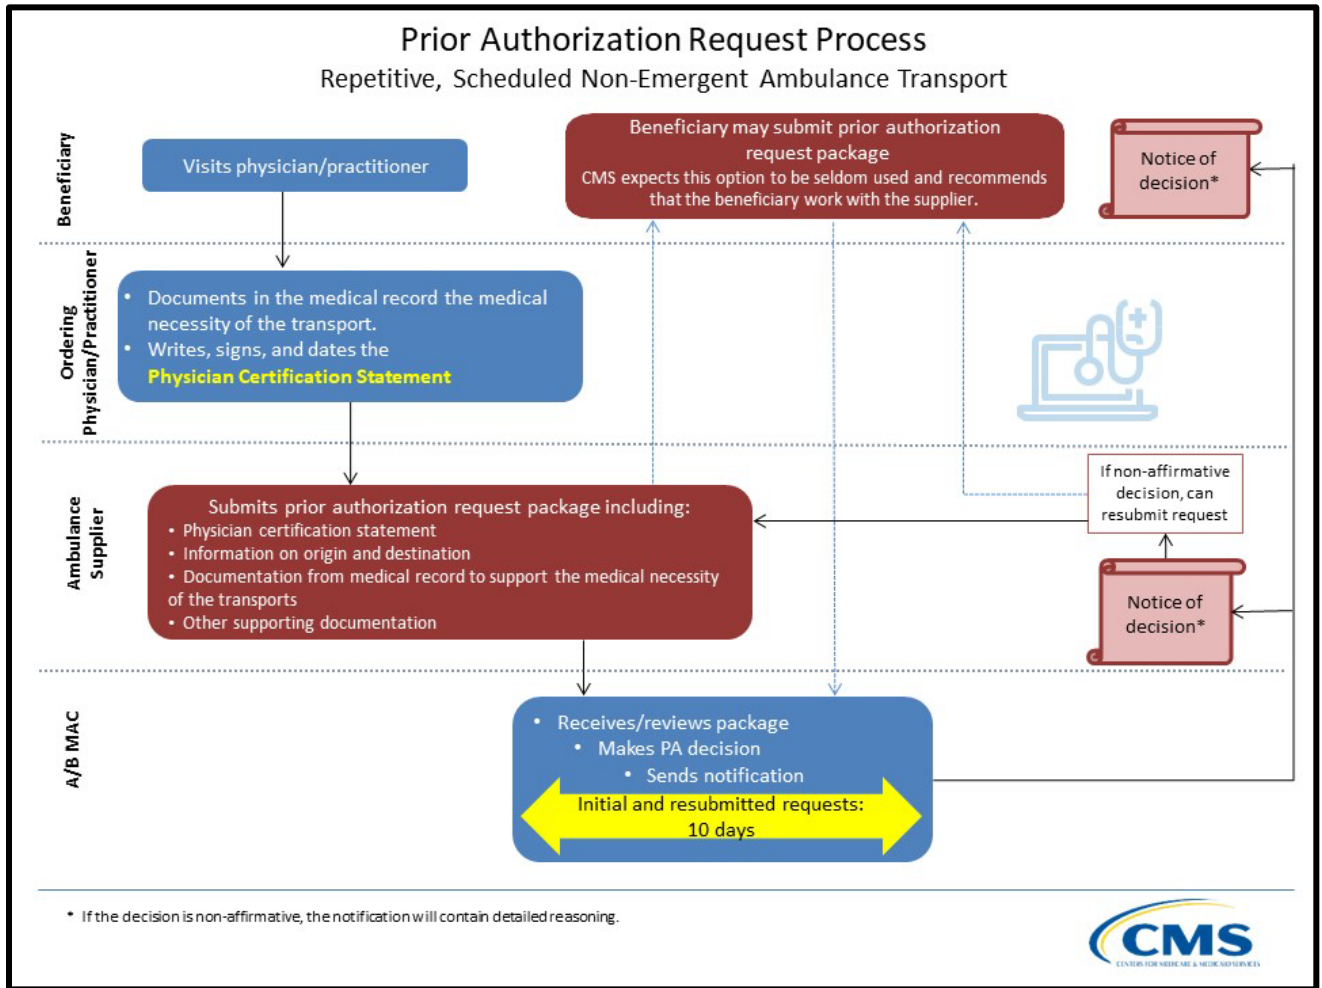 Prior Authorization Request Process
Repetitive, Scheduled Non-Emergent Ambulance Transport
Beneficiary
Visits physician/practitioner
Beneficiary may submit prior authorization
request package
CMS expects this option to be seldom used and recommends
that the beneficiary work with the supplier.
Notice of
decision*
Ordering
Physician/Practitioner
• Documents in the medical record the medical
necessity of the transport.
• Writes, signs, and dates the
Physician Certification Statement
Ambulance
Supplier
Submits prior authorization request package including:
• Physician certification statement
• Information on origin and destination
• Documentation from medical record to support the medical necessity
of the transports
• Other supporting documentation
If non-affirmative
decision, can
resubmit request
Notice of
decision*
A/B MAC
• Receives/reviews package
• Makes PA decision
• Sends notification
Initial and resubmitted requests:
10 days
* If the decision is non-affirmative, the notification will contain detailed reasoning.
CMS
CENTERS FOR MEDICARE & MEDICAID SERVICES